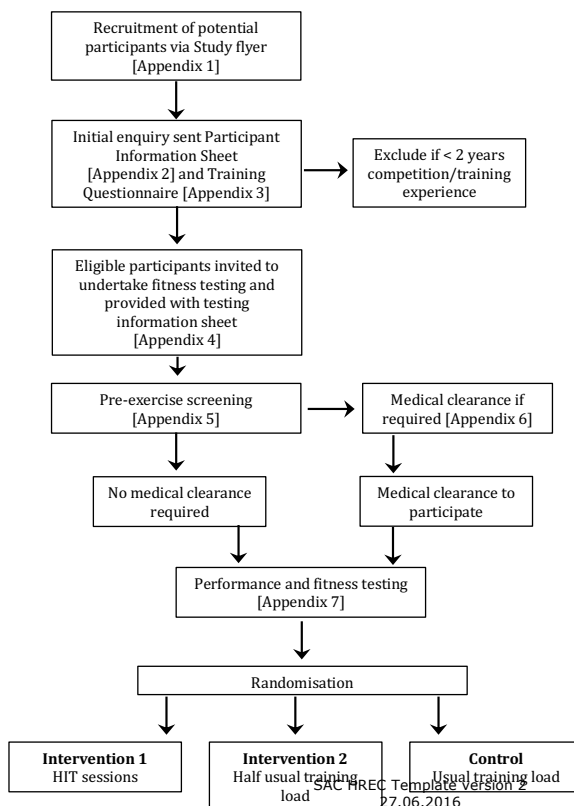 Recruitment of potential
participants via Study flyer
[Appendix 1]
Initial enquiry sent Participant
Information Sheet
[Appendix 2] and Training
Questionnaire [Appendix 3]
Exclude if < 2 years
competition/training
experience
Eligible participants invited to
undertake fitness testing and
provided with testing
information sheet
[Appendix 4]
Pre-exercise screening
[Appendix 5]
Medical clearance if
required [Appendix 6]
No medical clearance
required
Medical clearance to
participate
Performance and fitness testing
[Appendix 7]
Randomisation
Intervention 1
HIT sessions
Intervention 2
Half usual training
load
Control
Usual training load
SAC HREC Template version 2
27.06.2016